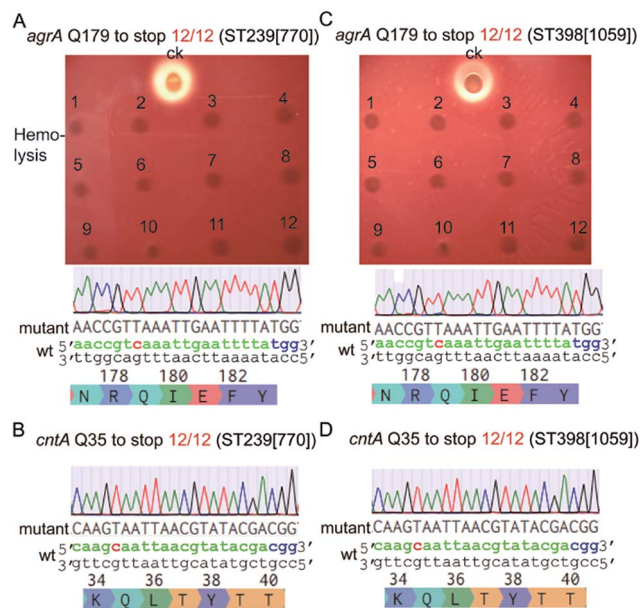 A
agrA Q179 to stop 12/12 (ST239[770])
ck
1 2 3 4
Hemo-
lysis
5 6 7 8
9 10 11 12
mutant AACCGTTAAATTGAATTTTATGG
wt 5'aaccgtcaaattgaattttatgg3'
3'ttggcagtttaacttaaaatacc5'
178 180 182
N R Q I E F Y
B
cntA Q35 to stop 12/12 (ST239[770])
mutant CAAGTAATTAACGTATACGACGG
wt 5'caagcaattaacgtatacgacgg3'
3'gttcgttaattgcatatgctgcc5'
34 36 38 40
K Q L T Y T T
C
agrA Q179 to stop 12/12 (ST398[1059])
ck
1 2 3 4
5 6 7 8
9 10 11 12
mutant AACCGTTAAATTGAATTTTATGG
wt 5'aaccgtcaaattgaattttatgg3'
3'ttggcagtttaacttaaaatacc5'
178 180 182
N R Q I E F Y
D
cntA Q35 to stop 12/12 (ST398[1059])
mutant CAAGTAATTAACGTATACGACGG
wt 5'caagcaattaacgtatacgacgg3'
3'gttcgttaattgcatatgctgcc5'
34 36 38 40
K Q L T Y T T